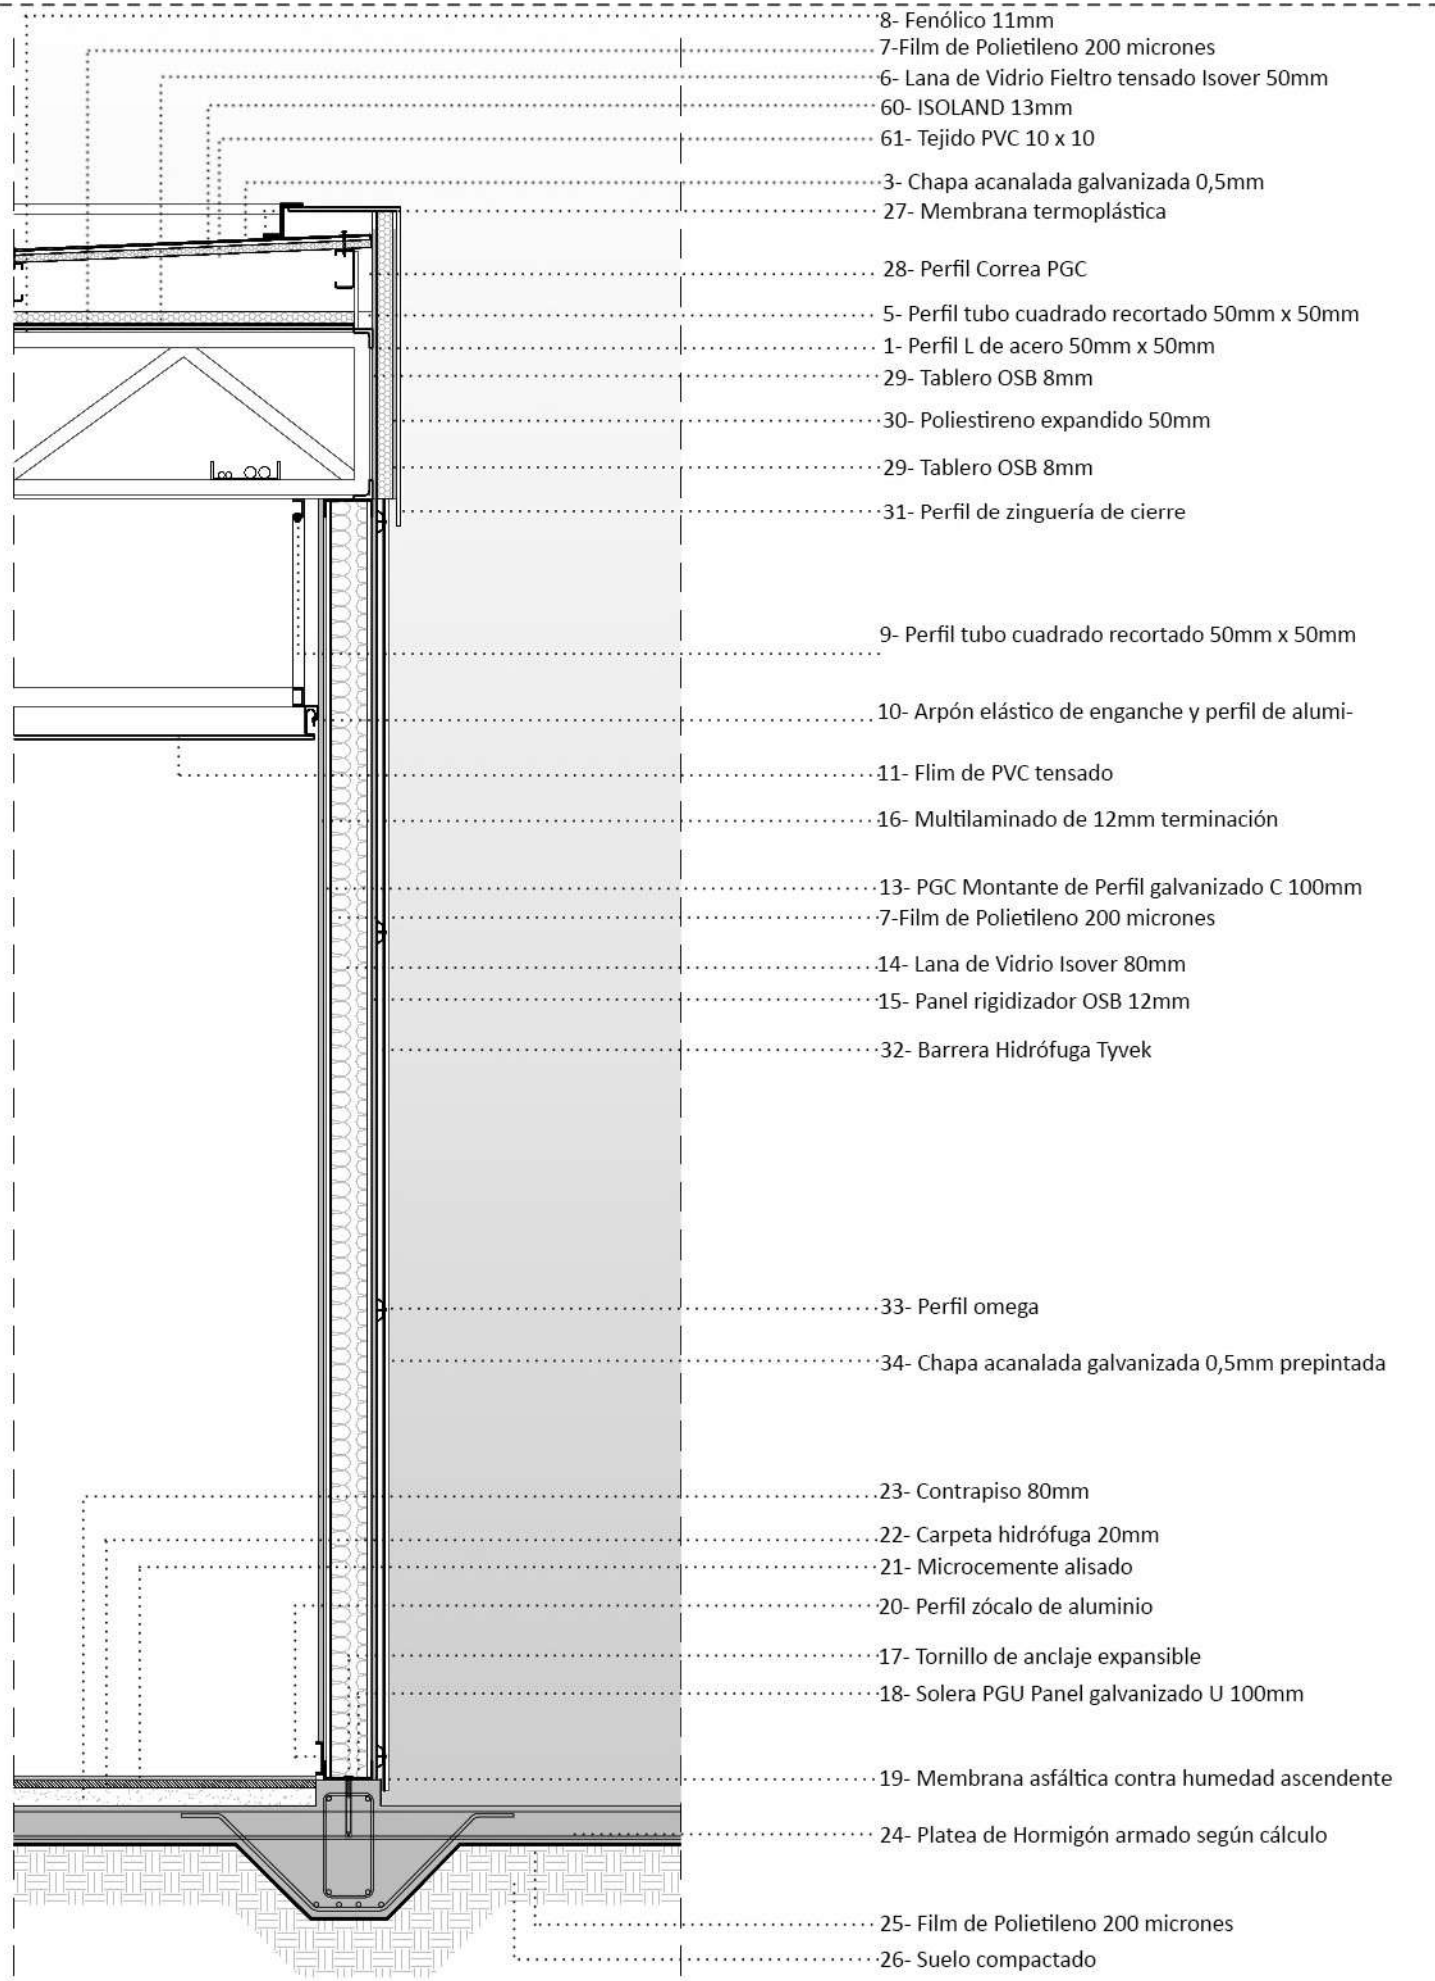 8- Fenólico 11mm
7-Film de Polietileno 200 micrones
6- Lana de Vidrio Fieltro tensado Isover 50mm
60- ISOLAND 13mm
61- Tejido PVC 10 x 10
3- Chapa acanalada galvanizada 0,5mm
27- Membrana termoplástica
28- Perfil Correa PGC
5- Perfil tubo cuadrado recortado 50mm x 50mm
1- Perfil L de acero 50mm x 50mm
29- Tablero OSB 8mm
30- Poliestireno expandido 50mm
29- Tablero OSB 8mm
31- Perfil de zinguería de cierre
9- Perfil tubo cuadrado recortado 50mm x 50mm
10- Arpón elástico de enganche y perfil de alumi-
11- Flim de PVC tensado
16- Multilaminado de 12mm terminación
13- PGC Montante de Perfil galvanizado C 100mm
7-Film de Polietileno 200 micrones
14- Lana de Vidrio Isover 80mm
15- Panel rigidizador OSB 12mm
32- Barrera Hidrófuga Tyvek
33- Perfil omega
34- Chapa acanalada galvanizada 0,5mm prepintada
23- Contrapiso 80mm
22- Carpeta hidrófuga 20mm
21- Microcemente alisado
20- Perfil zócalo de aluminio
17- Tornillo de anclaje expansible
18- Solera PGU Panel galvanizado U 100mm
19- Membrana asfáltica contra humedad ascendente
24- Platea de Hormigón armado según cálculo
25- Film de Polietileno 200 micrones
26- Suelo compactado